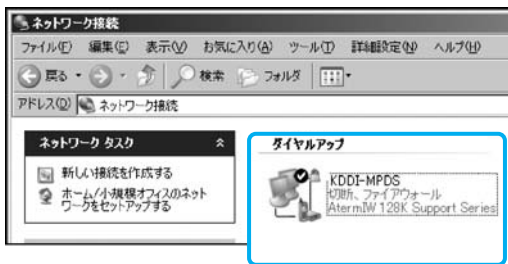 ネットワーク接続
ファイル(F) 編集(E) 表示(V) お気に入り(A) ツール(T) 詳細設定(N) ヘルプ(H)
戻る 検索 フォルダ
アドレス(D) ネットワーク接続
ネットワーク タスク
新しい接続を作成する
ホーム/小規模オフィスのネット
ワークをセットアップする
ダイヤルアップ
KDDI-MPDS
切断、ファイアウォール
AtermIW 128K Support Series